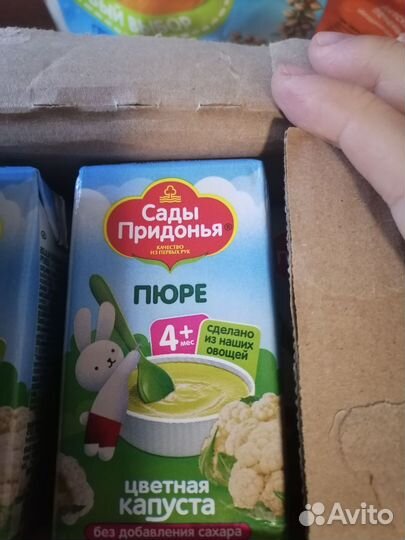 ВЫБОР
Сады
Придонья®
КАЧЕСТВО
ИЗ ПЕРВЫХ РУК
ПЮРЕ
4+
мес
сделано
из наших
овощей
цветная
капуста
без добавления сахара
Avito